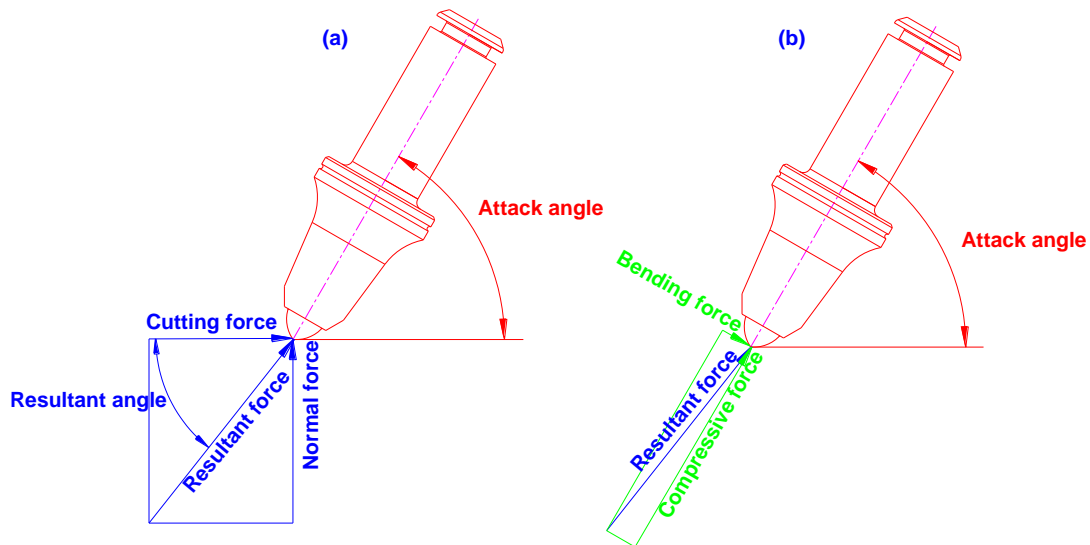 (a)
Attack angle
Cutting force
Resultant angle
Resultant force
Normal force
(b)
Attack angle
Bending force
Resultant force
Compressive force